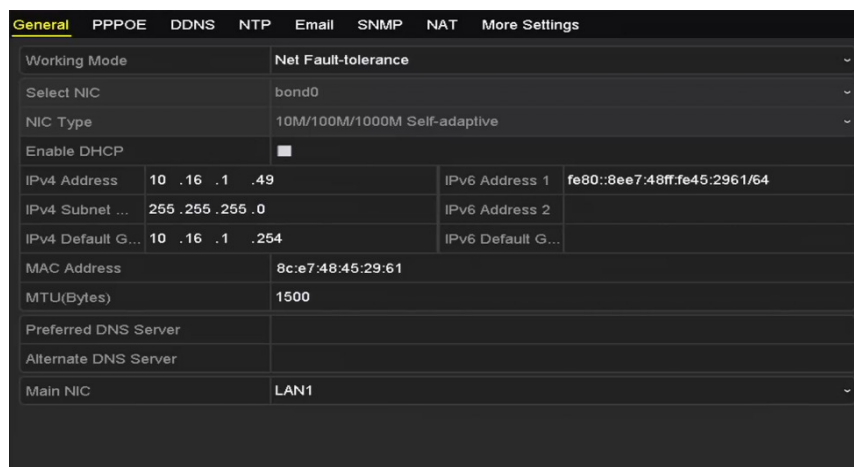 General PPPOE DDNS NTP Email SNMP NAT More Settings
Working Mode Net Fault-tolerance
Select NIC bond0
NIC Type 10M/100M/1000M Self-adaptive
Enable DHCP
IPv4 Address 10 .16 .1 .49 IPv6 Address 1 fe80::8ee7:48ff:fe45:2961/64
IPv4 Subnet ... 255.255.255.0 IPv6 Address 2
IPv4 Default G... 10 .16 .1 .254 IPv6 Default G...
MAC Address 8c:e7:48:45:29:61
MTU(Bytes) 1500
Preferred DNS Server
Alternate DNS Server
Main NIC LAN1